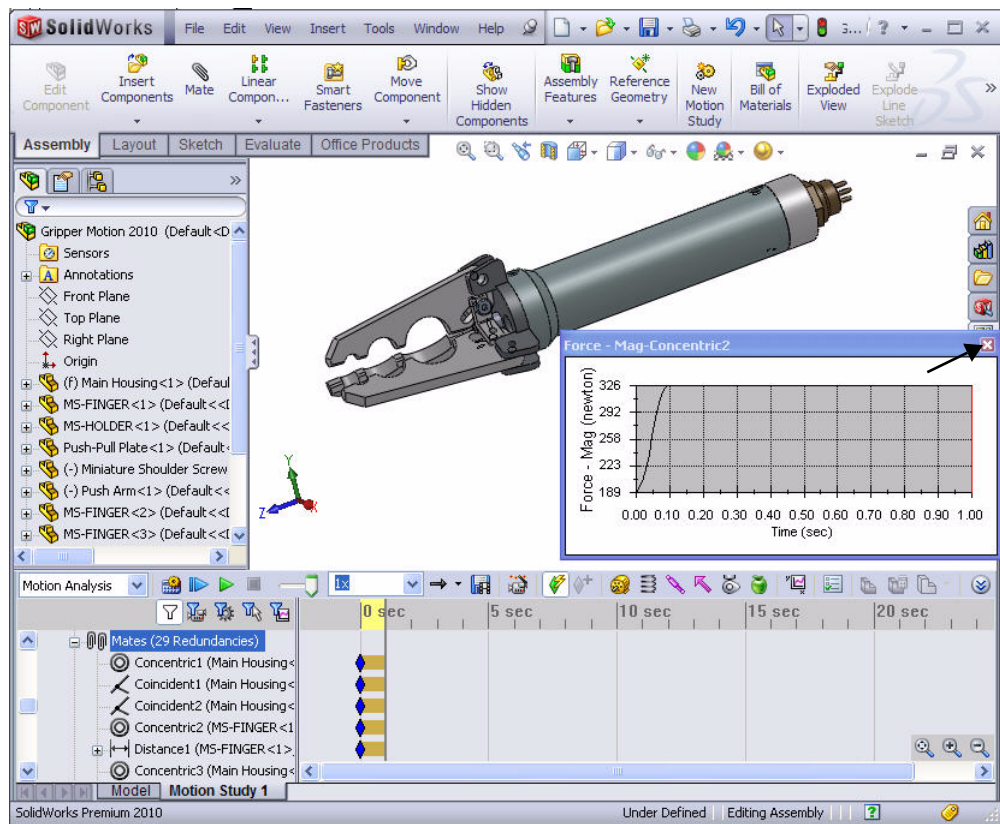 SolidWorks File Edit View Insert Tools Window Help S... ?
Edit Component
Insert Components
Mate
Linear Compon...
Smart Fasteners
Move Component
Show Hidden Components
Assembly Features
Reference Geometry
New Motion Study
Bill of Materials
Exploded View
Explode Line Sketch
Assembly Layout Sketch Evaluate Office Products
Gripper Motion 2010 (Default<D
Sensors
Annotations
Front Plane
Top Plane
Right Plane
Origin
(f) Main Housing<1> (Defaul
MS-FINGER<1> (Default<<
MS-HOLDER<1> (Default<<
Push-Pull Plate<1> (Default<
(-) Miniature Shoulder Screw
(-) Push Arm<1> (Default<<
MS-FINGER<2> (Default<<
MS-FINGER<3> (Default<<
Y
Z
Force - Mag-Concentric2
Force - Mag (newton)
326
292
258
223
189
0.00 0.10 0.20 0.30 0.40 0.50 0.60 0.70 0.80 0.90 1.00
Time (sec)
Motion Analysis 1x
0 sec 5 sec 10 sec 15 sec 20 sec
Mates (29 Redundancies)
Concentric1 (Main Housing<
Coincident1 (Main Housing<
Coincident2 (Main Housing<
Concentric2 (MS-FINGER<1
Distance1 (MS-FINGER<1>
Concentric3 (Main Housing<
Model Motion Study 1
SolidWorks Premium 2010 Under Defined Editing Assembly